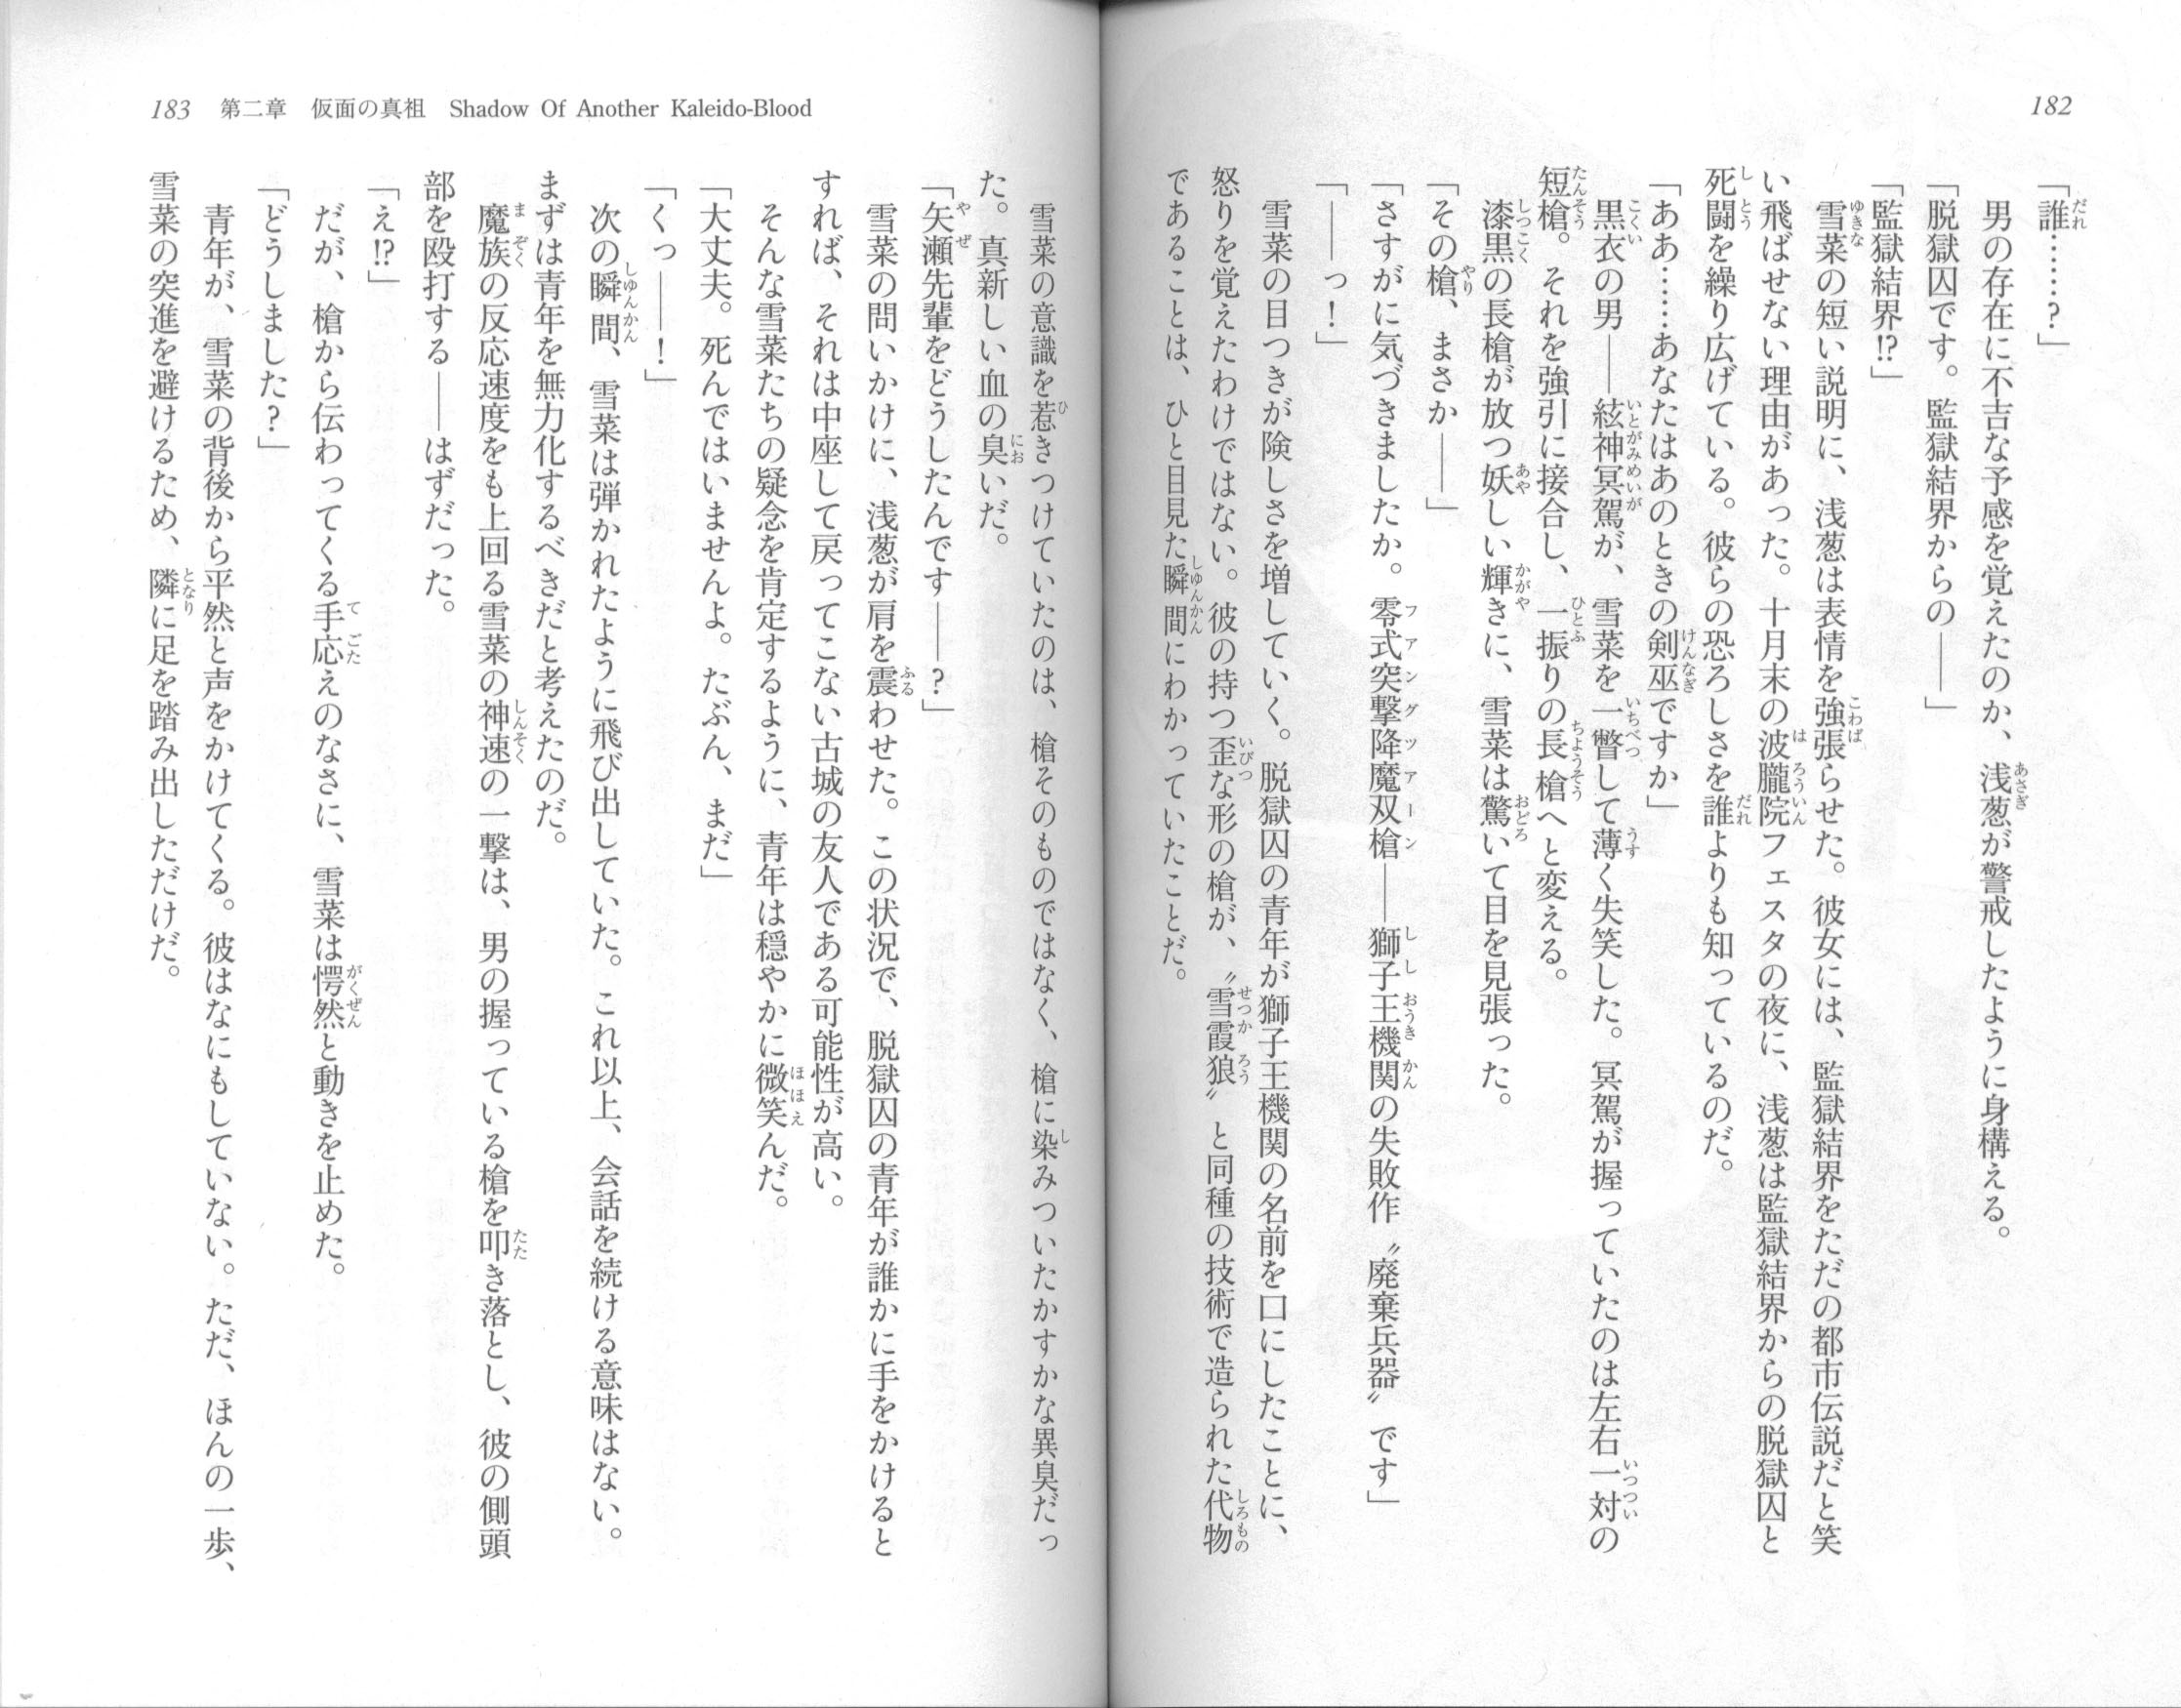 182
「誰……？」
　男の存在に不吉な予感を覚えたのか、浅葱が警戒したように身構える。
「脱獄囚です。監獄結界からの――」
「監獄結界!?」
　雪菜の短い説明に、浅葱は表情を強張らせた。彼女には、監獄結界をただの都市伝説だと笑
い飛ばせない理由があった。十月末の波朧院フェスタの夜に、浅葱は監獄結界からの脱獄囚と
死闘を繰り広げている。彼らの恐ろしさを誰よりも知っているのだ。
「ああ……あなたはあのときの剣巫ですか」
　黒衣の男――絃神冥駕が、雪菜を一瞥して薄く失笑した。冥駕が握っていたのは左右一対の
短槍。それを強引に接合し、一振りの長槍へと変える。
　漆黒の長槍が放つ妖しい輝きに、雪菜は驚いて目を見張った。
「その槍、まさか――」
「さすがに気づきましたか。零式突撃降魔双槍――獅子王機関の失敗作〝廃棄兵器〟です」
「――っ！」
　雪菜の目つきが険しさを増していく。脱獄囚の青年が獅子王機関の名前を口にしたことに、
怒りを覚えたわけではない。彼の持つ歪な形の槍が、〝雪霞狼〟と同種の技術で造られた代物
であることは、ひと目見た瞬間にわかっていたことだ。
183　第二章　仮面の真祖　Shadow Of Another Kaleido-Blood
　雪菜の意識を惹きつけていたのは、槍そのものではなく、槍に染みついたかすかな異臭だっ
た。真新しい血の臭いだ。
「矢瀬先輩をどうしたんです――？」
　雪菜の問いかけに、浅葱が肩を震わせた。この状況で、脱獄囚の青年が誰かに手をかけると
すれば、それは中座して戻ってこない古城の友人である可能性が高い。
　そんな雪菜たちの疑念を肯定するように、青年は穏やかに微笑んだ。
「大丈夫。死んではいませんよ。たぶん、まだ」
「くっ――！」
　次の瞬間、雪菜は弾かれたように飛び出していた。これ以上、会話を続ける意味はない。
まずは青年を無力化するべきだと考えたのだ。
　魔族の反応速度をも上回る雪菜の神速の一撃は、男の握っている槍を叩き落とし、彼の側頭
部を殴打する――はずだった。
「え!?」
　だが、槍から伝わってくる手応えのなさに、雪菜は愕然と動きを止めた。
「どうしました？」
　青年が、雪菜の背後から平然と声をかけてくる。彼はなにもしていない。ただ、ほんの一歩、
雪菜の突進を避けるため、隣に足を踏み出しただけだ。